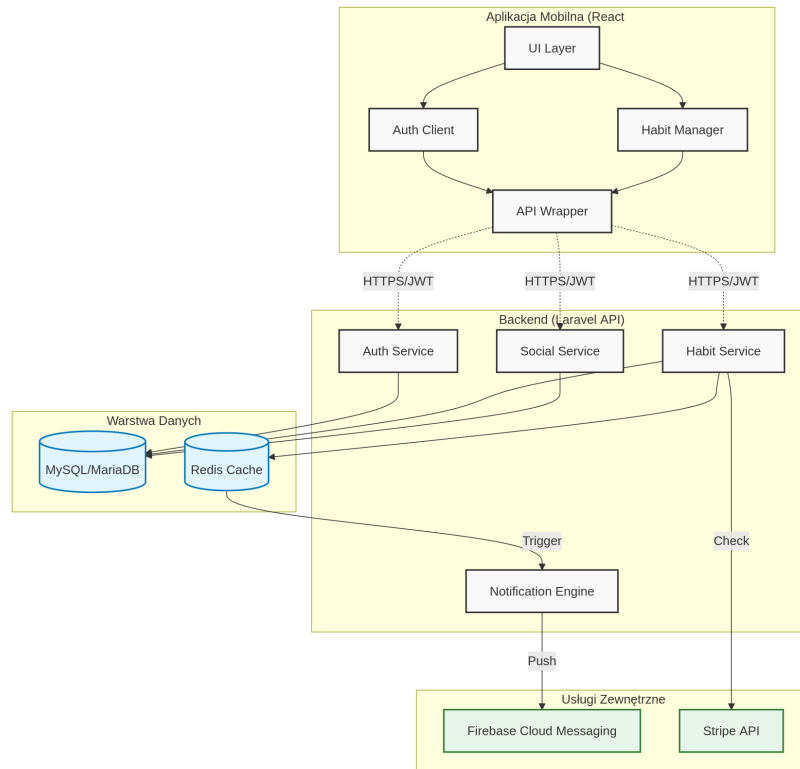 Aplikacja Mobilna (React
UI Layer
Auth Client
Habit Manager
API Wrapper
HTTPS/JWT
HTTPS/JWT
HTTPS/JWT
Backend (Laravel API)
Auth Service
Social Service
Habit Service
Warstwa Danych
MySQL/MariaDB
Redis Cache
Trigger
Check
Notification Engine
Push
Usługi Zewnętrzne
Firebase Cloud Messaging
Stripe API